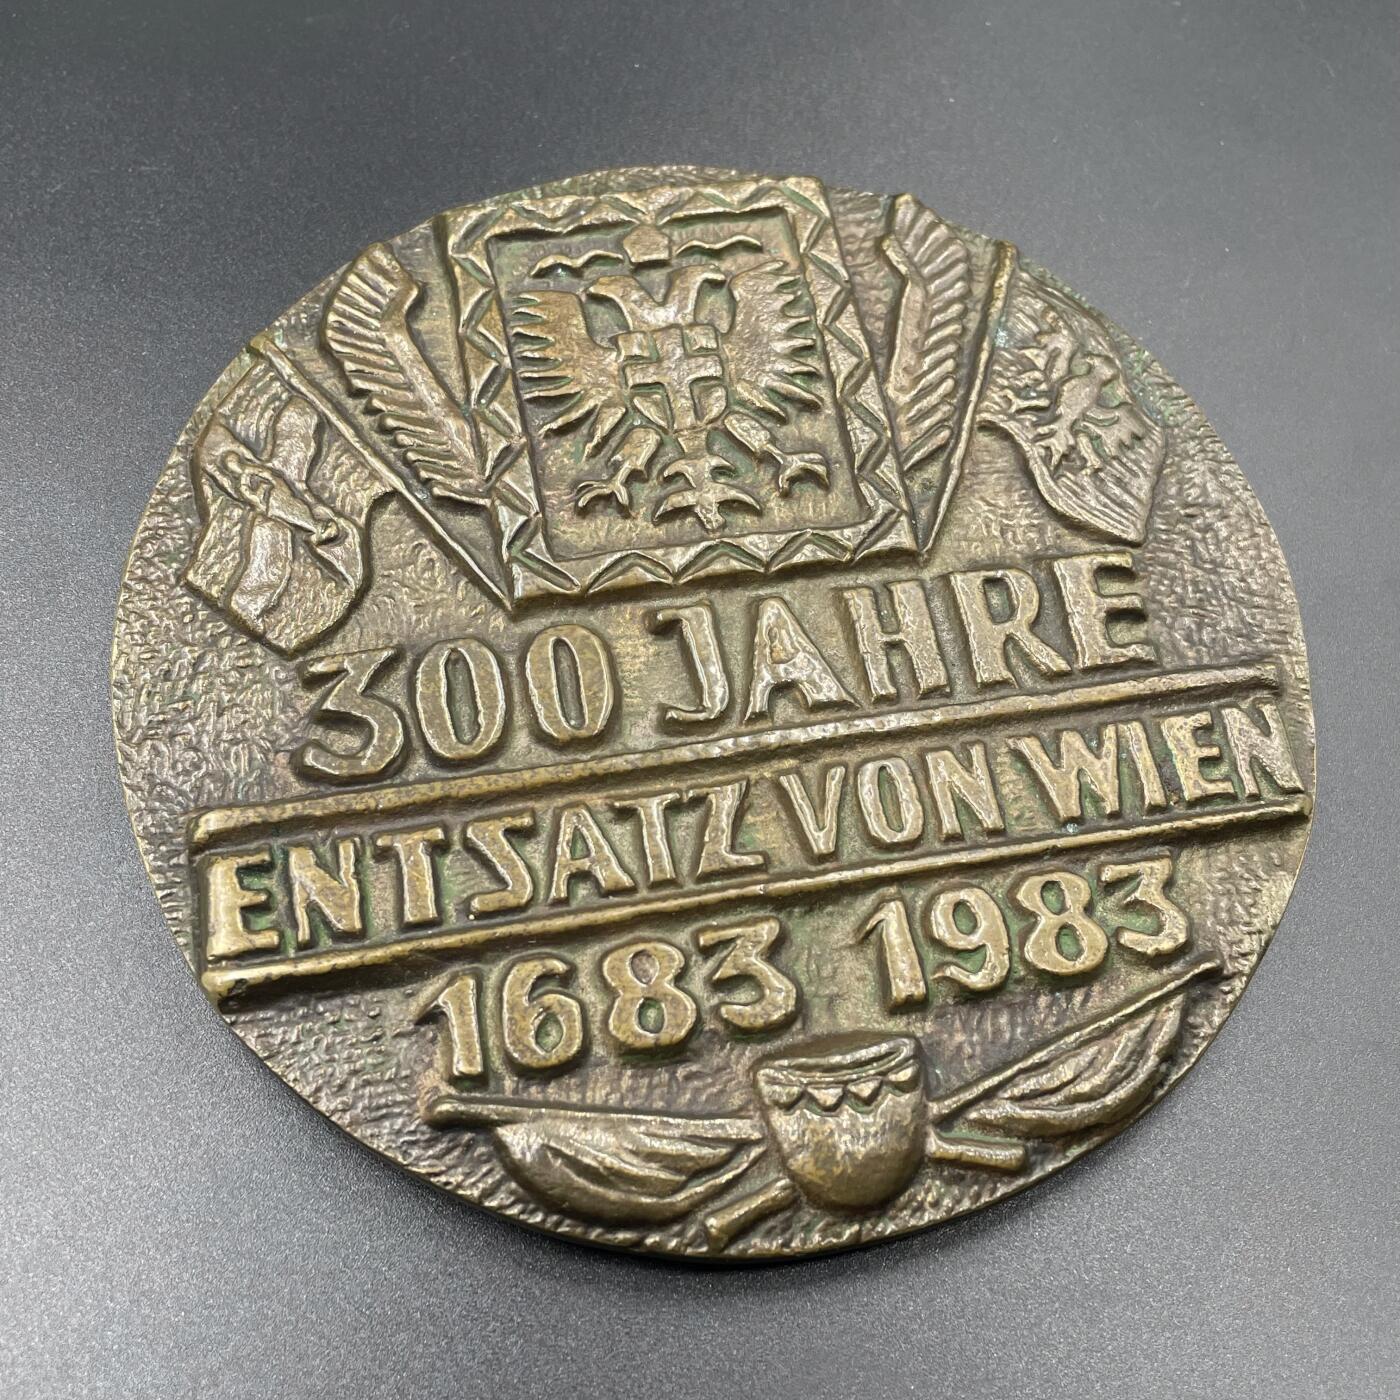 300 JAHRE
ENTSATZ VON WIEN
1683 1983